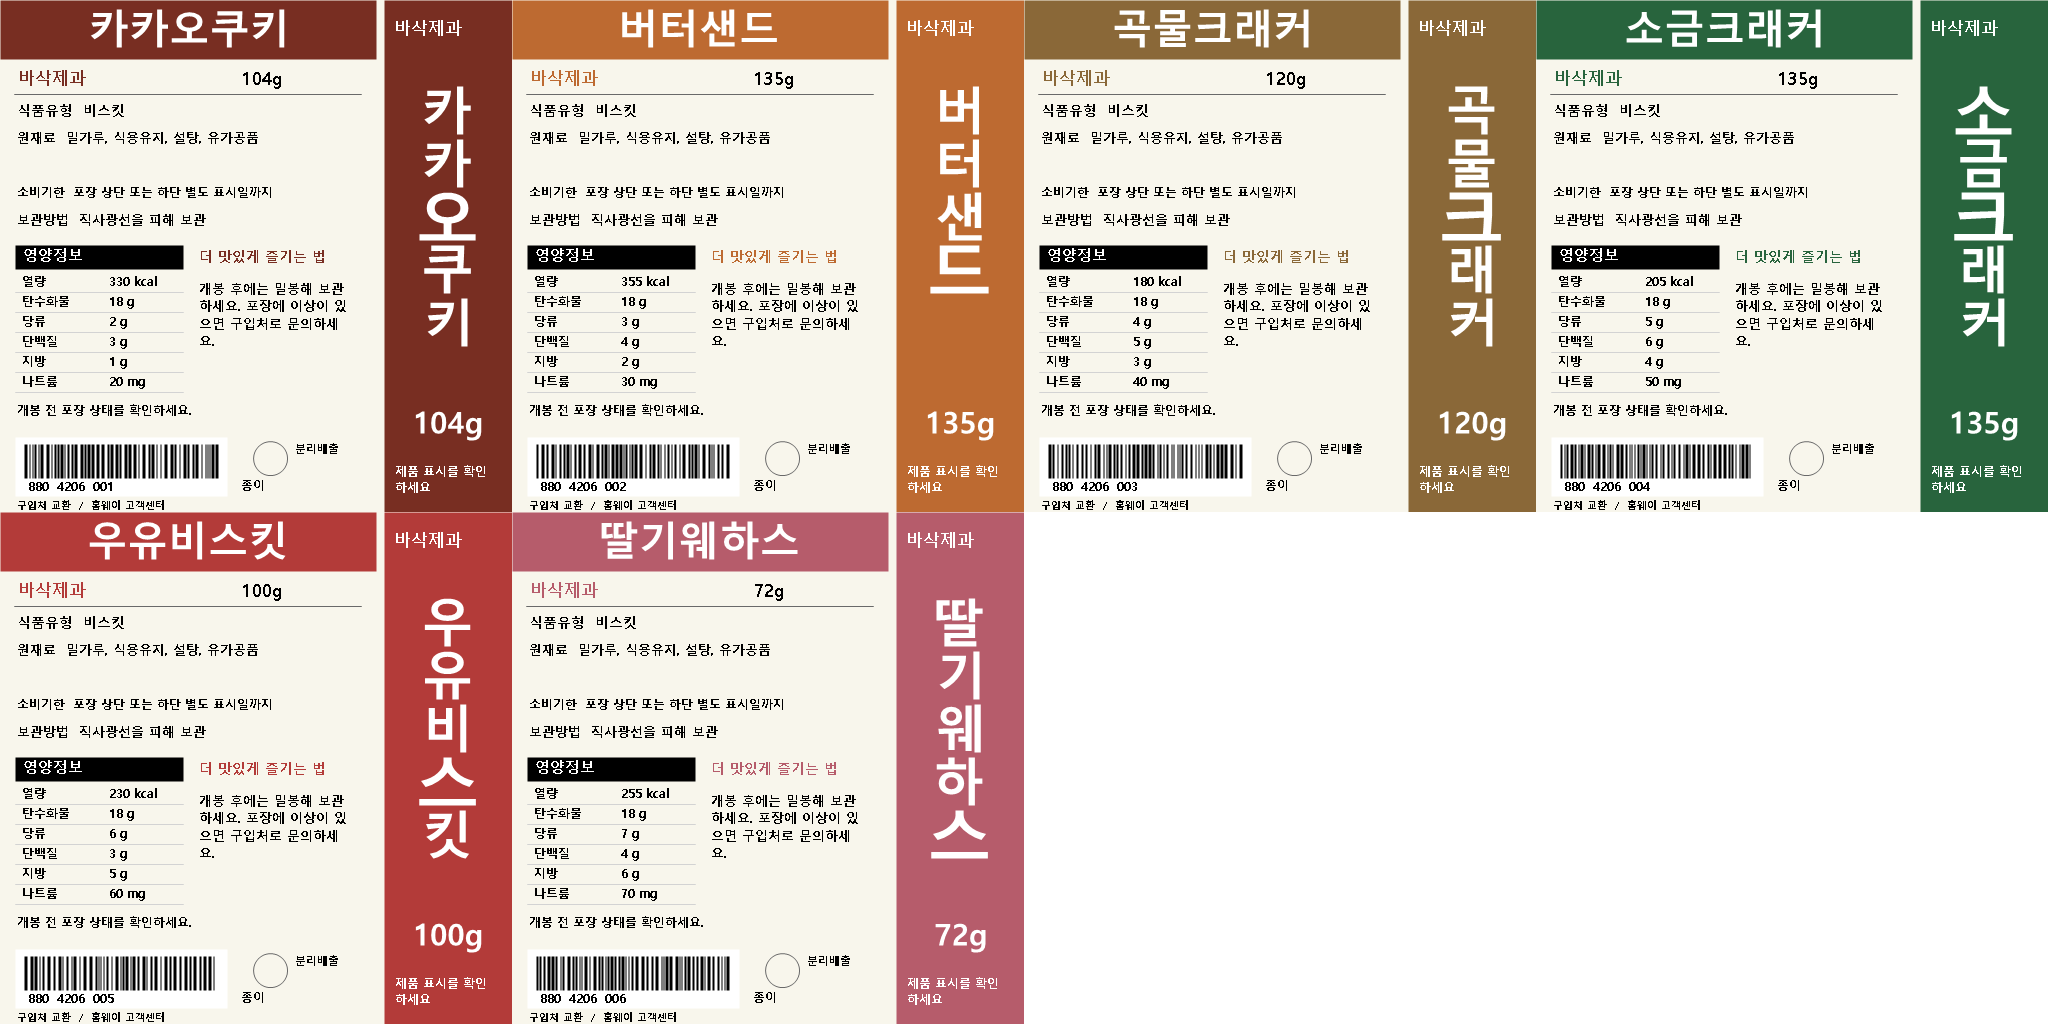 카카오쿠키
바삭제과 104g
식품유형 비스킷
원재료 밀가루, 식용유지, 설탕, 유가공품
소비기한 포장 상단 또는 하단 별도 표시일까지
보관방법 직사광선을 피해 보관
영양정보
열량 330 kcal
탄수화물 18 g
당류 2 g
단백질 3 g
지방 1 g
나트륨 20 mg
더 맛있게 즐기는 법
개봉 후에는 밀봉해 보관
하세요. 포장에 이상이 있
으면 구입처로 문의하세
요.
개봉 전 포장 상태를 확인하세요.
880 4206 001
분리배출
종이
구입처 교환 / 홈웨이 고객센터
바삭제과
카카오쿠키
104g
제품 표시를 확인
하세요
버터샌드
바삭제과 135g
식품유형 비스킷
원재료 밀가루, 식용유지, 설탕, 유가공품
소비기한 포장 상단 또는 하단 별도 표시일까지
보관방법 직사광선을 피해 보관
영양정보
열량 355 kcal
탄수화물 18 g
당류 3 g
단백질 4 g
지방 2 g
나트륨 30 mg
더 맛있게 즐기는 법
개봉 후에는 밀봉해 보관
하세요. 포장에 이상이 있
으면 구입처로 문의하세
요.
개봉 전 포장 상태를 확인하세요.
880 4206 002
분리배출
종이
구입처 교환 / 홈웨이 고객센터
바삭제과
버터샌드
135g
제품 표시를 확인
하세요
곡물크래커
바삭제과 120g
식품유형 비스킷
원재료 밀가루, 식용유지, 설탕, 유가공품
소비기한 포장 상단 또는 하단 별도 표시일까지
보관방법 직사광선을 피해 보관
영양정보
열량 180 kcal
탄수화물 18 g
당류 4 g
단백질 5 g
지방 3 g
나트륨 40 mg
더 맛있게 즐기는 법
개봉 후에는 밀봉해 보관
하세요. 포장에 이상이 있
으면 구입처로 문의하세
요.
개봉 전 포장 상태를 확인하세요.
880 4206 003
분리배출
종이
구입처 교환 / 홈웨이 고객센터
바삭제과
곡물크래커
120g
제품 표시를 확인
하세요
소금크래커
바삭제과 135g
식품유형 비스킷
원재료 밀가루, 식용유지, 설탕, 유가공품
소비기한 포장 상단 또는 하단 별도 표시일까지
보관방법 직사광선을 피해 보관
영양정보
열량 205 kcal
탄수화물 18 g
당류 5 g
단백질 6 g
지방 4 g
나트륨 50 mg
더 맛있게 즐기는 법
개봉 후에는 밀봉해 보관
하세요. 포장에 이상이 있
으면 구입처로 문의하세
요.
개봉 전 포장 상태를 확인하세요.
880 4206 004
분리배출
종이
구입처 교환 / 홈웨이 고객센터
바삭제과
소금크래커
135g
제품 표시를 확인
하세요
우유비스킷
바삭제과 100g
식품유형 비스킷
원재료 밀가루, 식용유지, 설탕, 유가공품
소비기한 포장 상단 또는 하단 별도 표시일까지
보관방법 직사광선을 피해 보관
영양정보
열량 230 kcal
탄수화물 18 g
당류 6 g
단백질 3 g
지방 5 g
나트륨 60 mg
더 맛있게 즐기는 법
개봉 후에는 밀봉해 보관
하세요. 포장에 이상이 있
으면 구입처로 문의하세
요.
개봉 전 포장 상태를 확인하세요.
880 4206 005
분리배출
종이
구입처 교환 / 홈웨이 고객센터
바삭제과
우유비스킷
100g
제품 표시를 확인
하세요
딸기웨하스
바삭제과 72g
식품유형 비스킷
원재료 밀가루, 식용유지, 설탕, 유가공품
소비기한 포장 상단 또는 하단 별도 표시일까지
보관방법 직사광선을 피해 보관
영양정보
열량 255 kcal
탄수화물 18 g
당류 7 g
단백질 4 g
지방 6 g
나트륨 70 mg
더 맛있게 즐기는 법
개봉 후에는 밀봉해 보관
하세요. 포장에 이상이 있
으면 구입처로 문의하세
요.
개봉 전 포장 상태를 확인하세요.
880 4206 006
분리배출
종이
구입처 교환 / 홈웨이 고객센터
바삭제과
딸기웨하스
72g
제품 표시를 확인
하세요